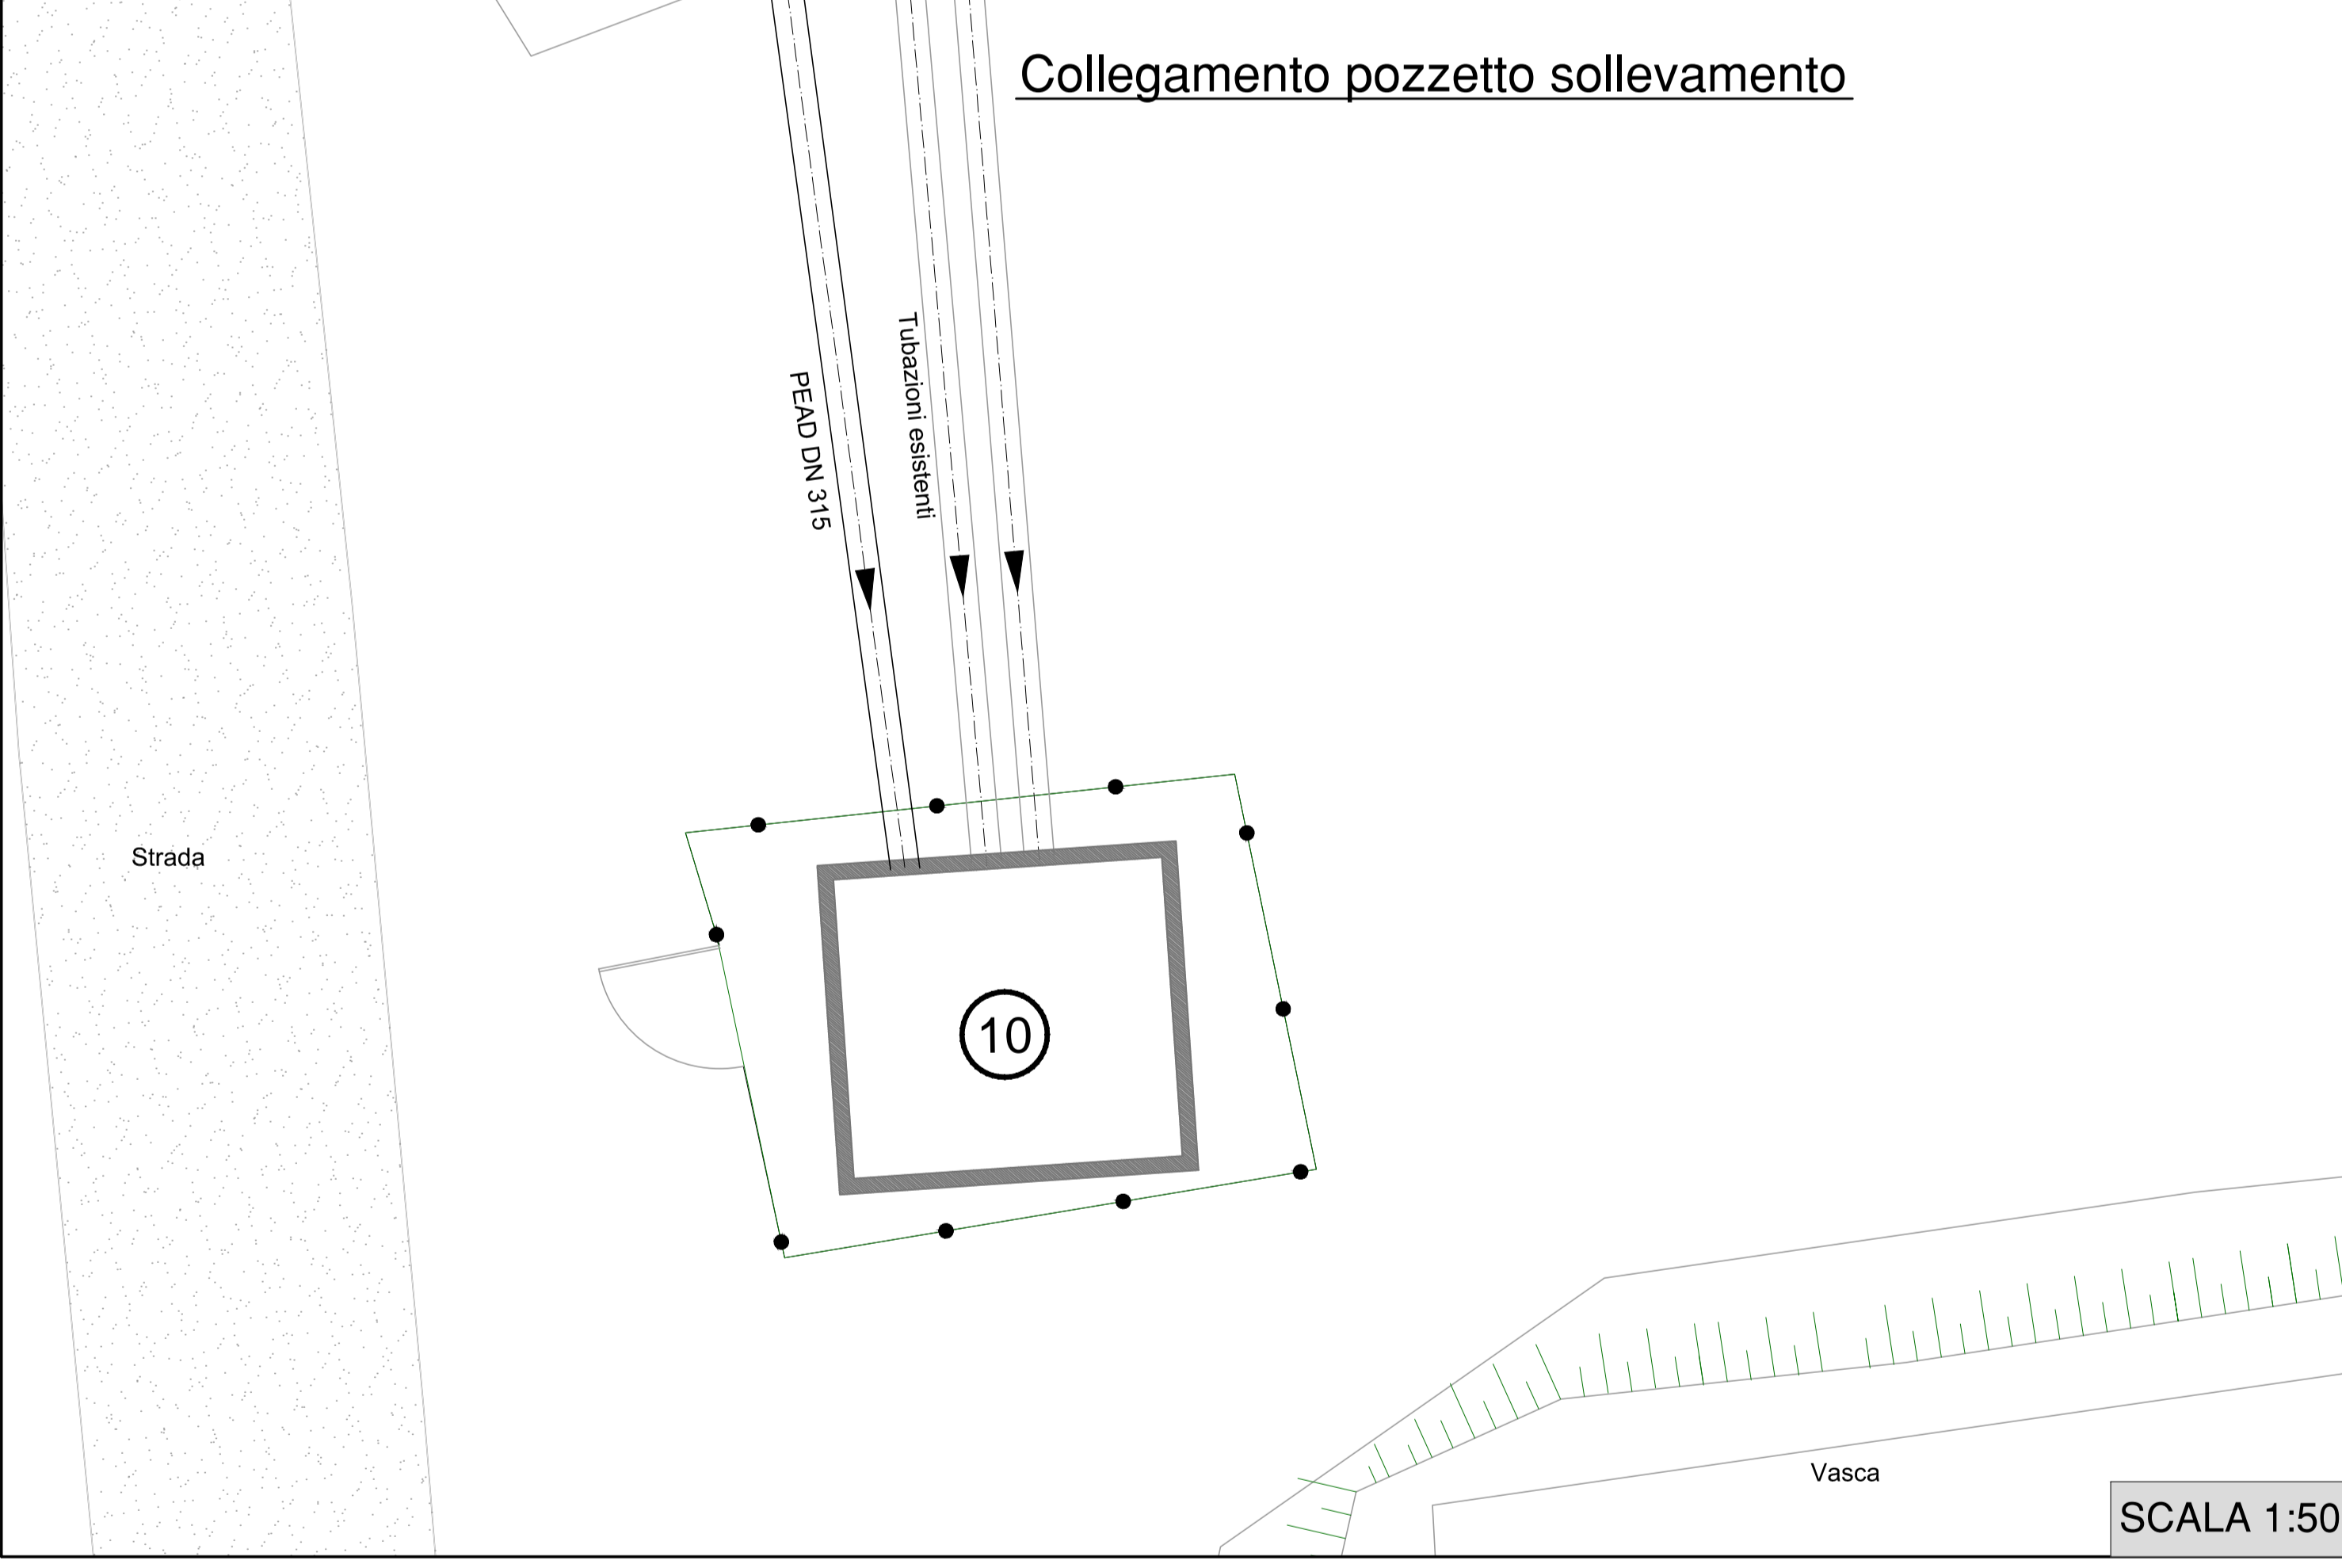 Collegamento pozzetto sollevamento
Tubazioni esistenti
PEAD DN 315
Strada
10
Vasca
SCALA 1:50